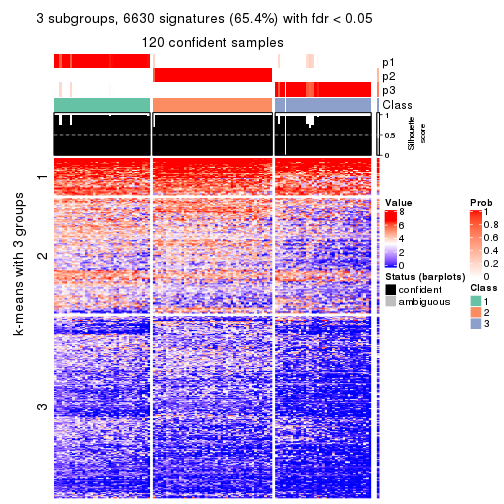 3 subgroups, 6630 signatures (65.4%) with fdr < 0.05
120 confident samples
p1
p2
p3
Class
1
0.5
0
Silhouette
score
k-means with 3 groups
1
2
3
Value
8
6
4
2
0
Status (barplots)
confident
ambiguous
Prob
1
0.8
0.6
0.4
0.2
0
Class
1
2
3